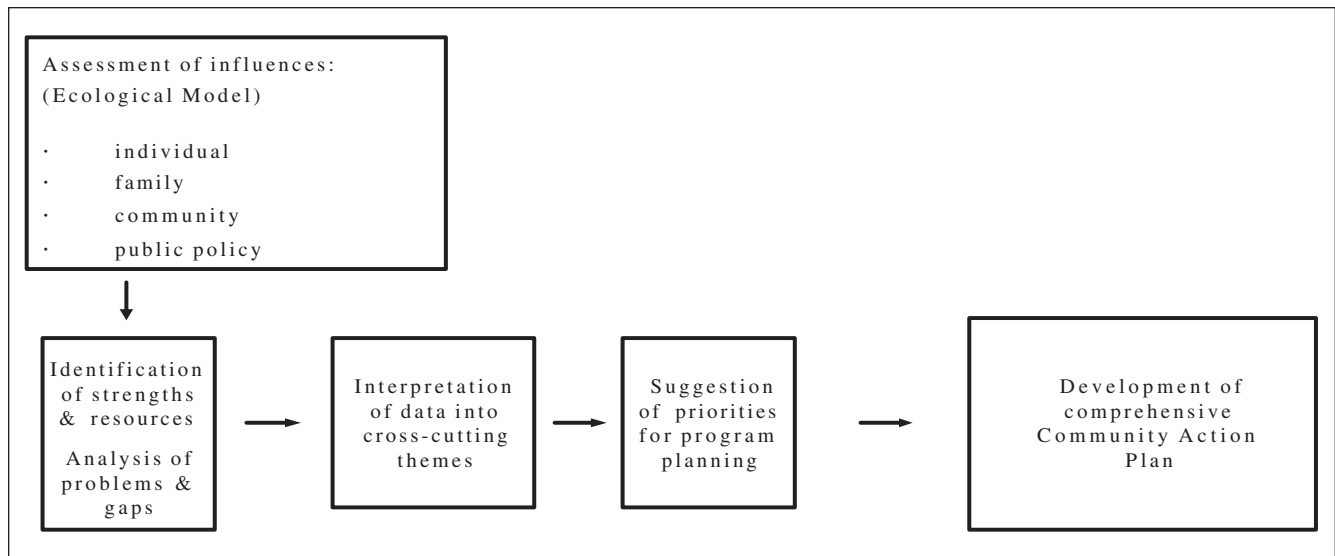 Assessment of influences:
(Ecological Model)
· individual
· family
· community
· public policy
Identification
of strengths
& resources
Analysis of
problems &
gaps
Interpretation
of data into
cross-cutting
themes
Suggestion
of priorities
for program
planning
Development of
comprehensive
Community Action
Plan